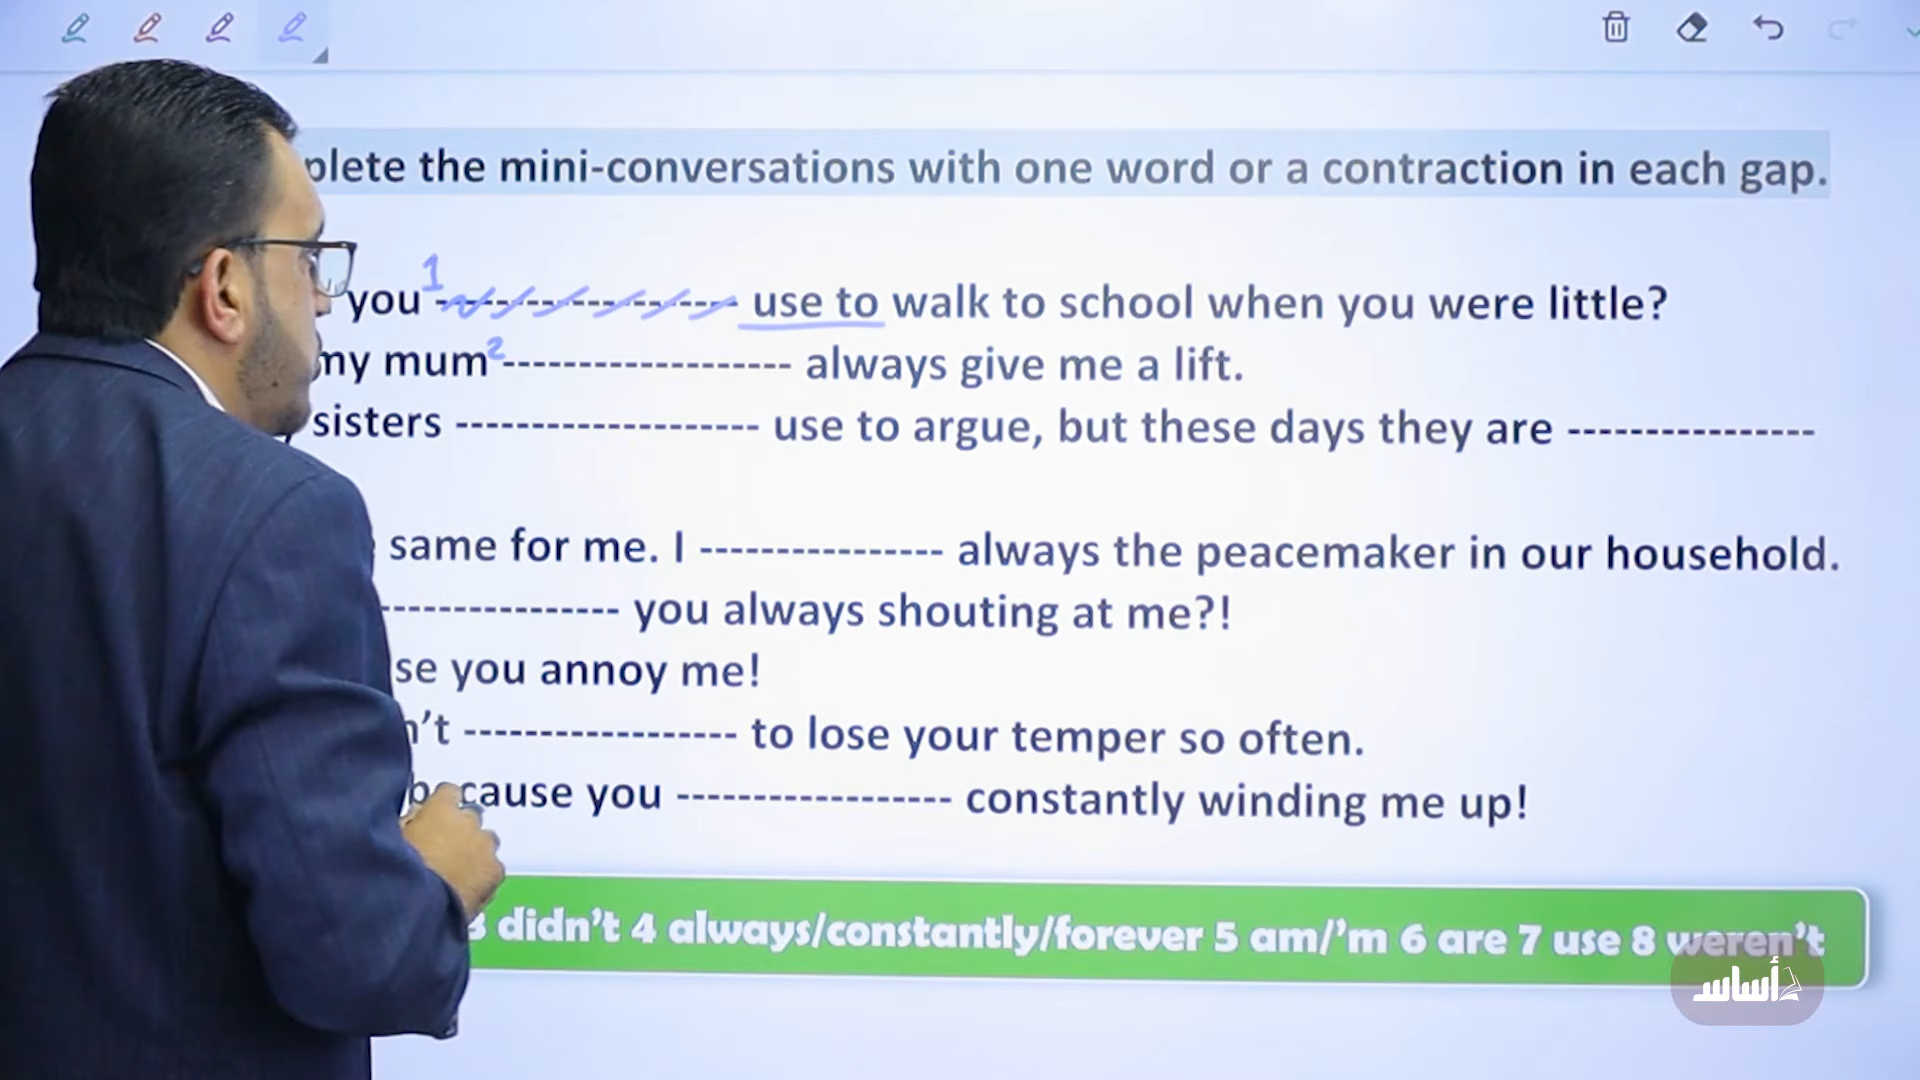 plete the mini-conversations with one word or a contraction in each gap.
you 1 ------------------- use to walk to school when you were little?
my mum 2 ------------------- always give me a lift.
sisters ------------------- use to argue, but these days they are ----------------
same for me. I ---------------- always the peacemaker in our household.
---------------- you always shouting at me?!
se you annoy me!
n't ------------------ to lose your temper so often.
because you ------------------ constantly winding me up!
3 didn't 4 always/constantly/forever 5 am/'m 6 are 7 use 8 weren't
أساس